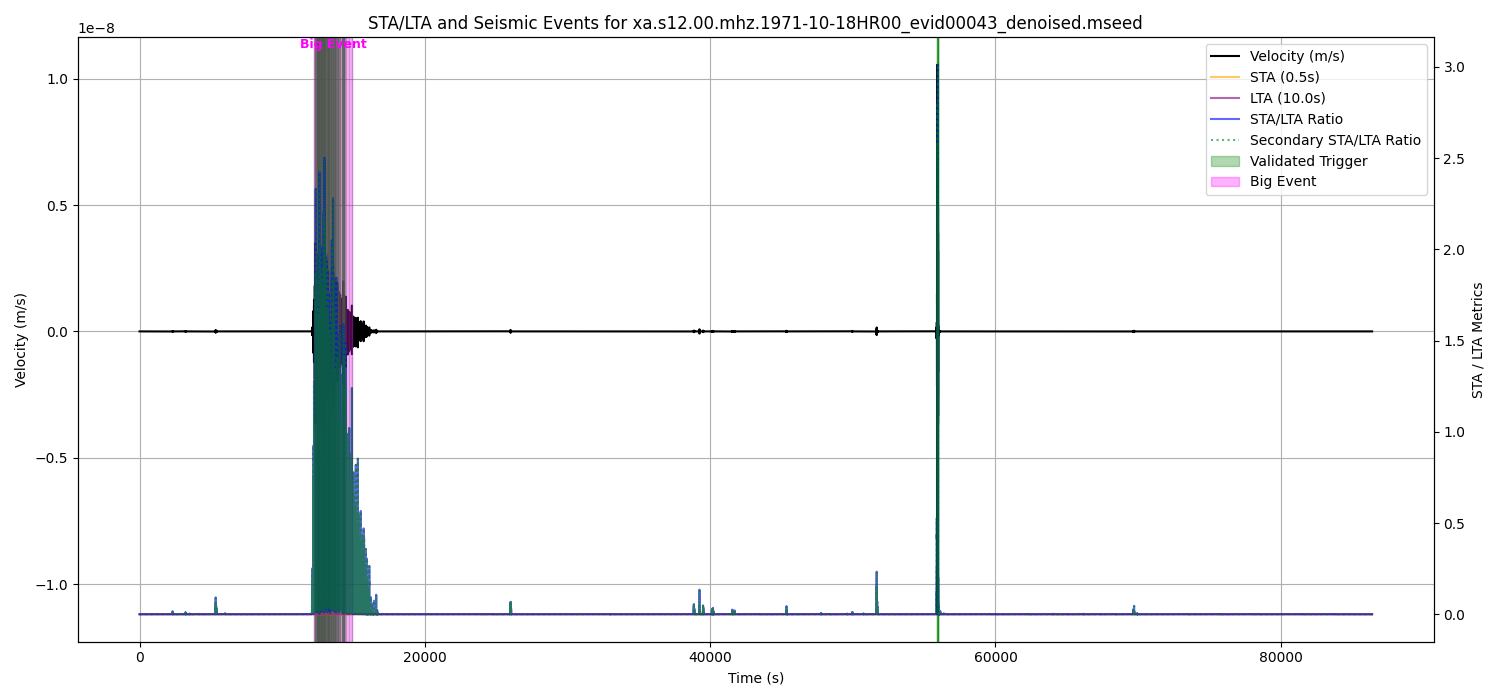 STA/LTA and Seismic Events for xa.s12.00.mhz.1971-10-18HR00_evid00043_denoised.mseed
1e−8
Big Event
Velocity (m/s)
STA (0.5s)
LTA (10.0s)
STA/LTA Ratio
Secondary STA/LTA Ratio
Validated Trigger
Big Event
1.0
0.5
0.0
−0.5
−1.0
Velocity (m/s)
3.0
2.5
2.0
1.5
1.0
0.5
0.0
STA / LTA Metrics
0
20000
40000
60000
80000
Time (s)